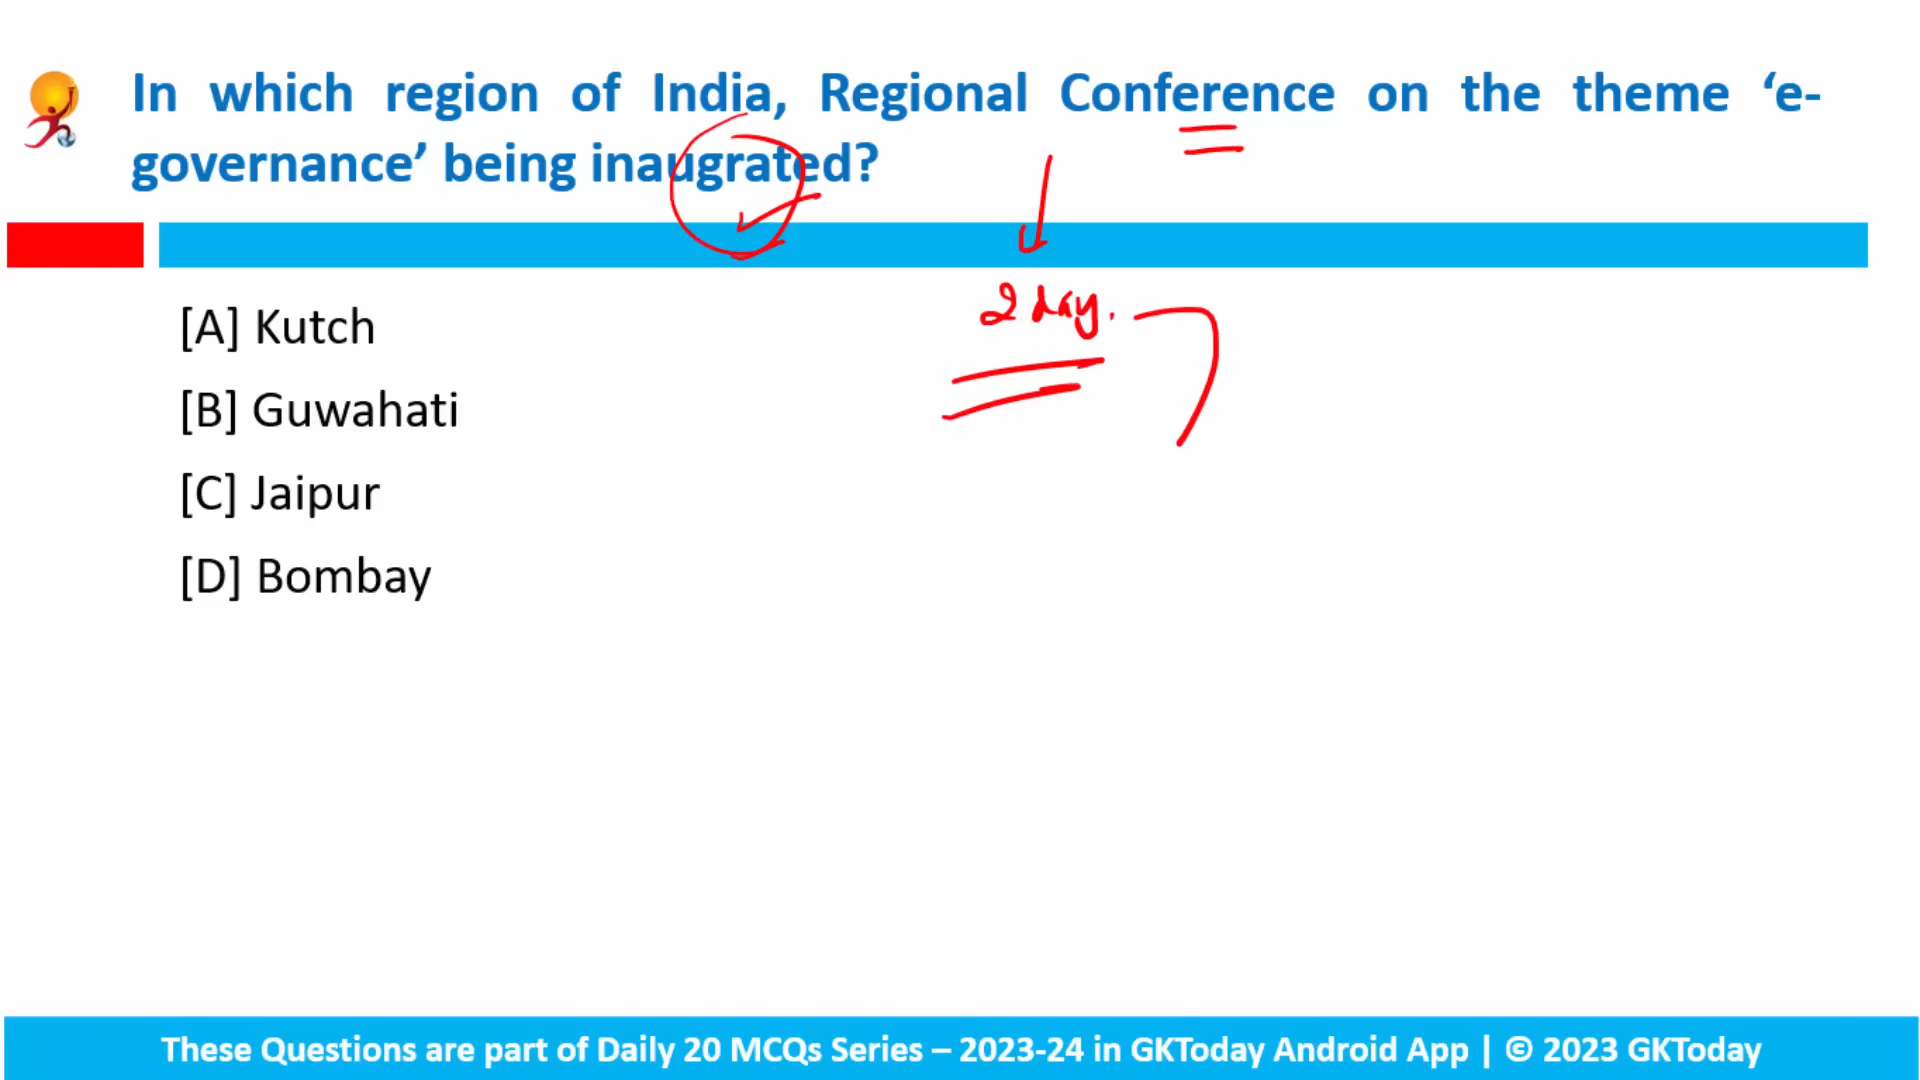 In which region of India, Regional Conference on the theme ‘e-
governance’ being inaugrated?
2 day.
[A] Kutch
[B] Guwahati
[C] Jaipur
[D] Bombay
These Questions are part of Daily 20 MCQs Series – 2023-24 in GKToday Android App | © 2023 GKToday